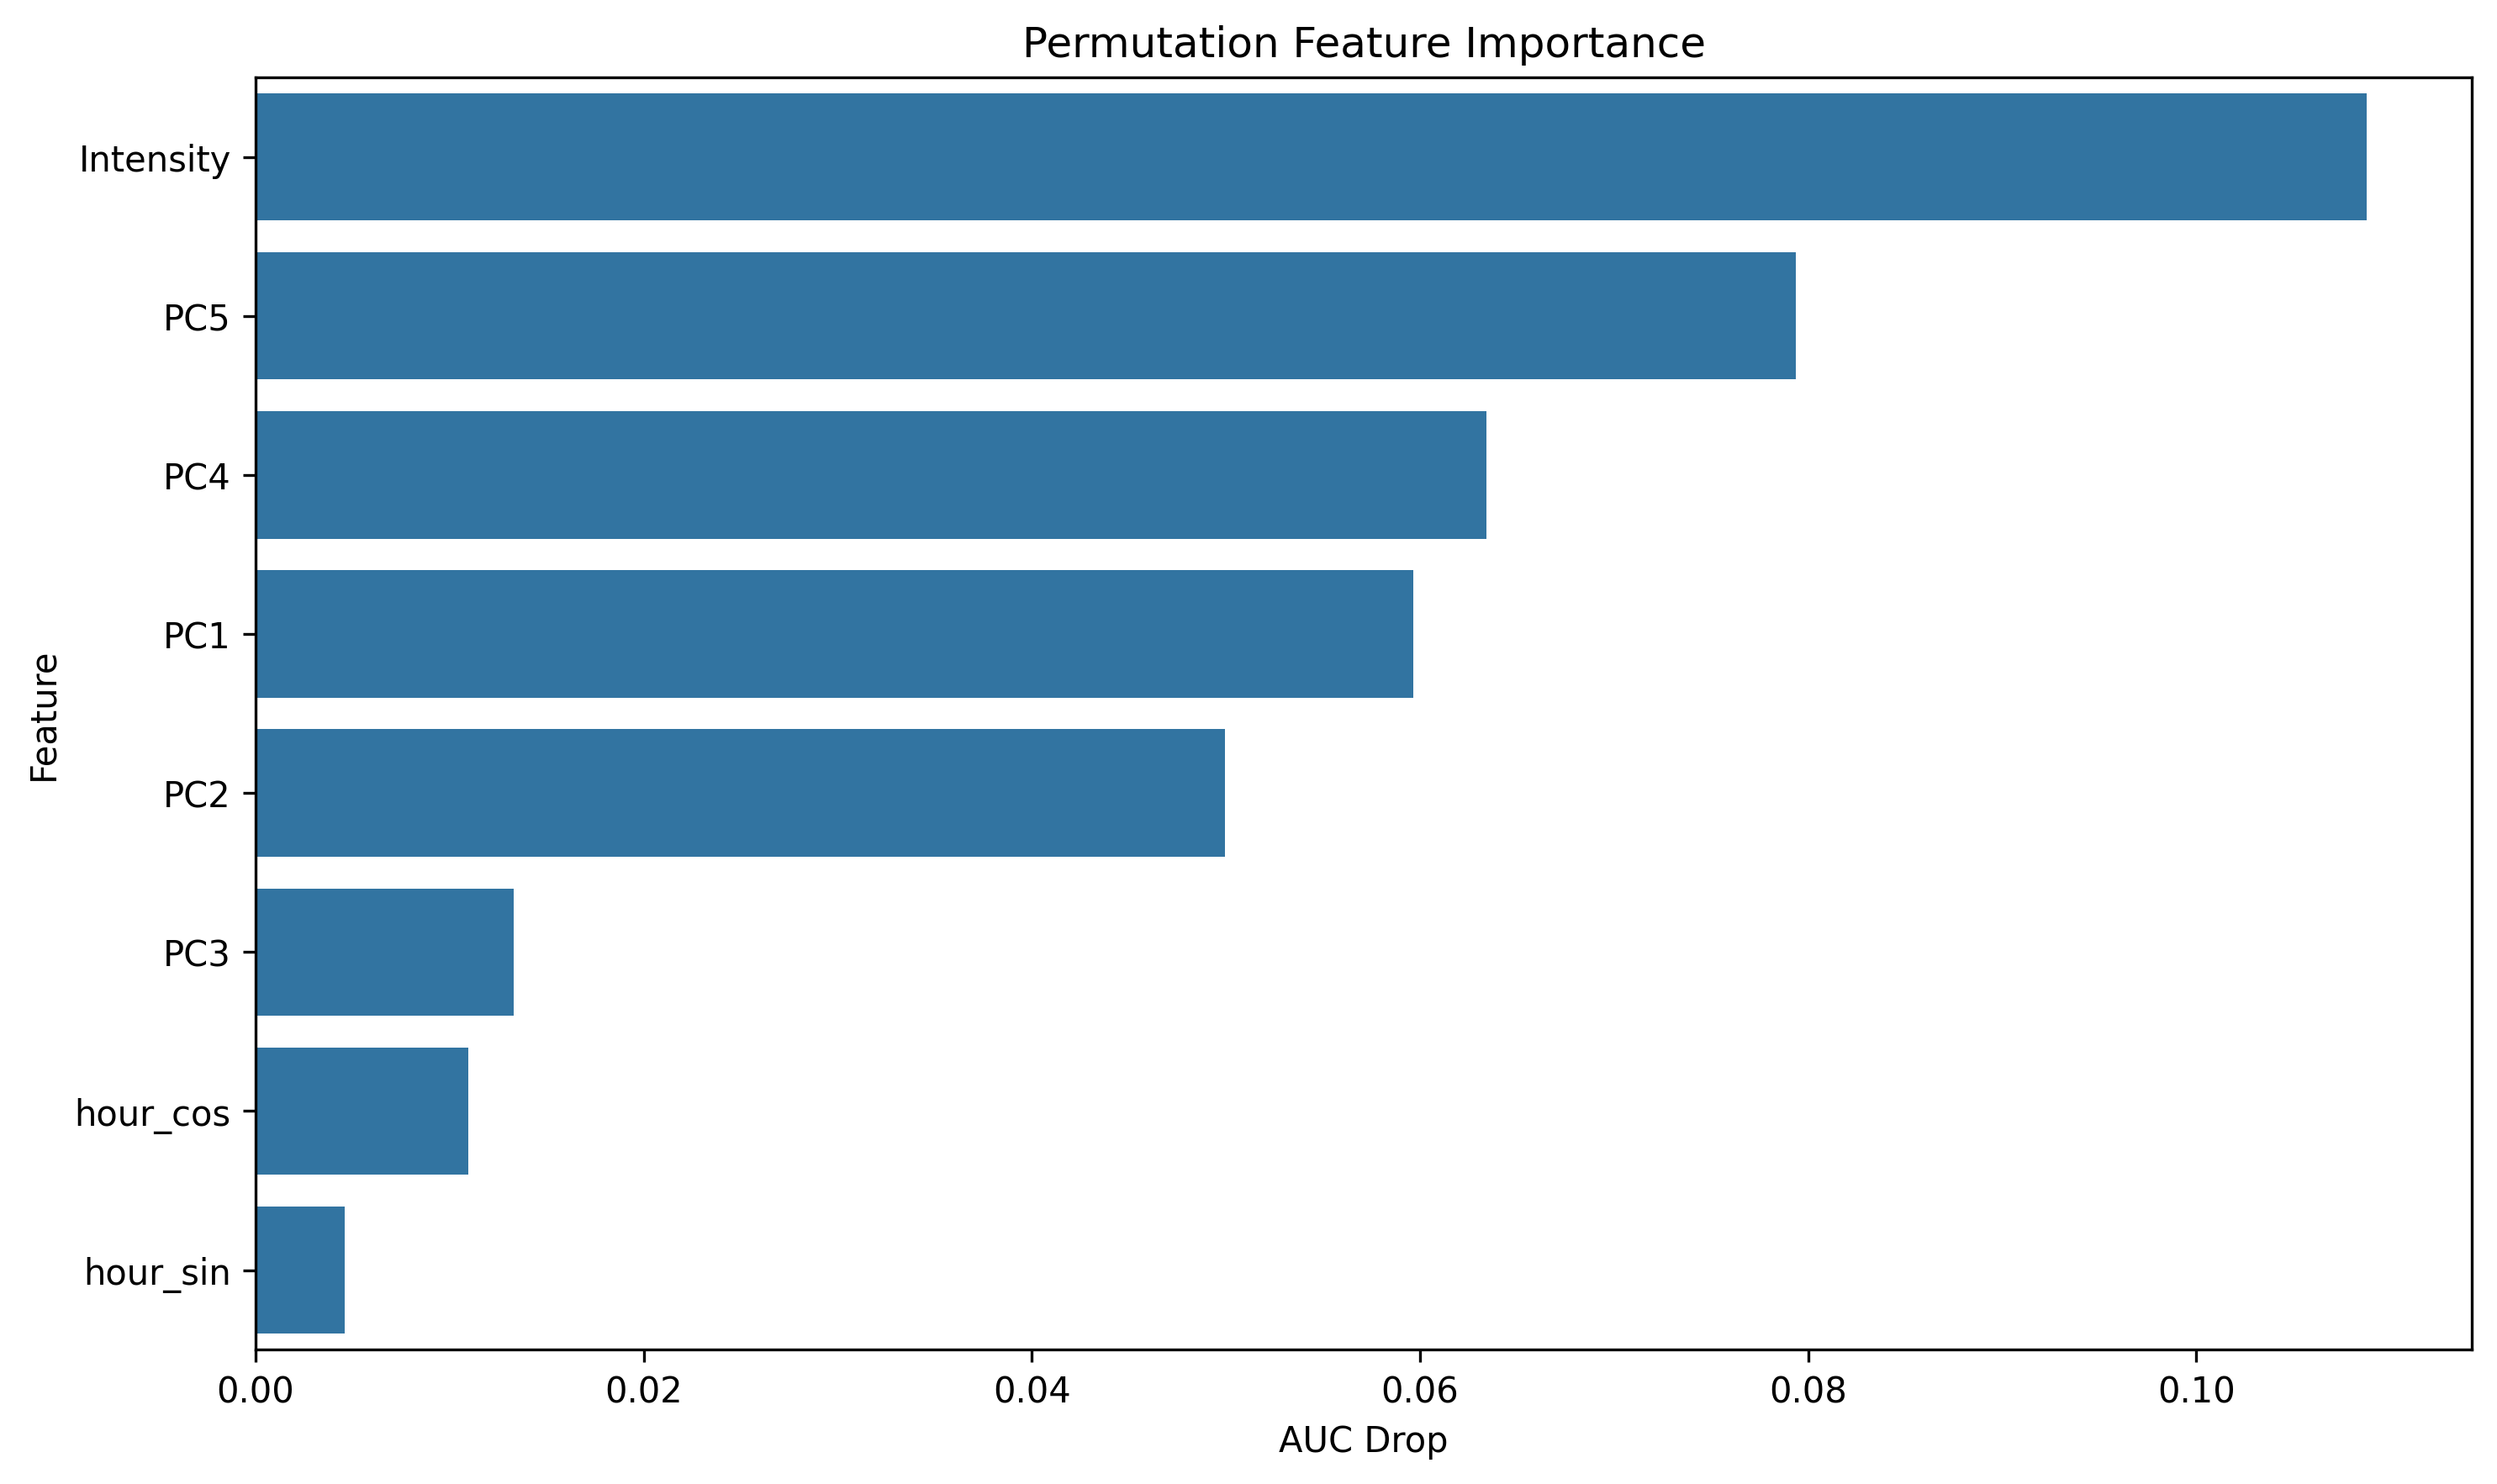 Permutation Feature Importance
Feature
Intensity
PC5
PC4
PC1
PC2
PC3
hour_cos
hour_sin
0.00 0.02 0.04 0.06 0.08 0.10
AUC Drop